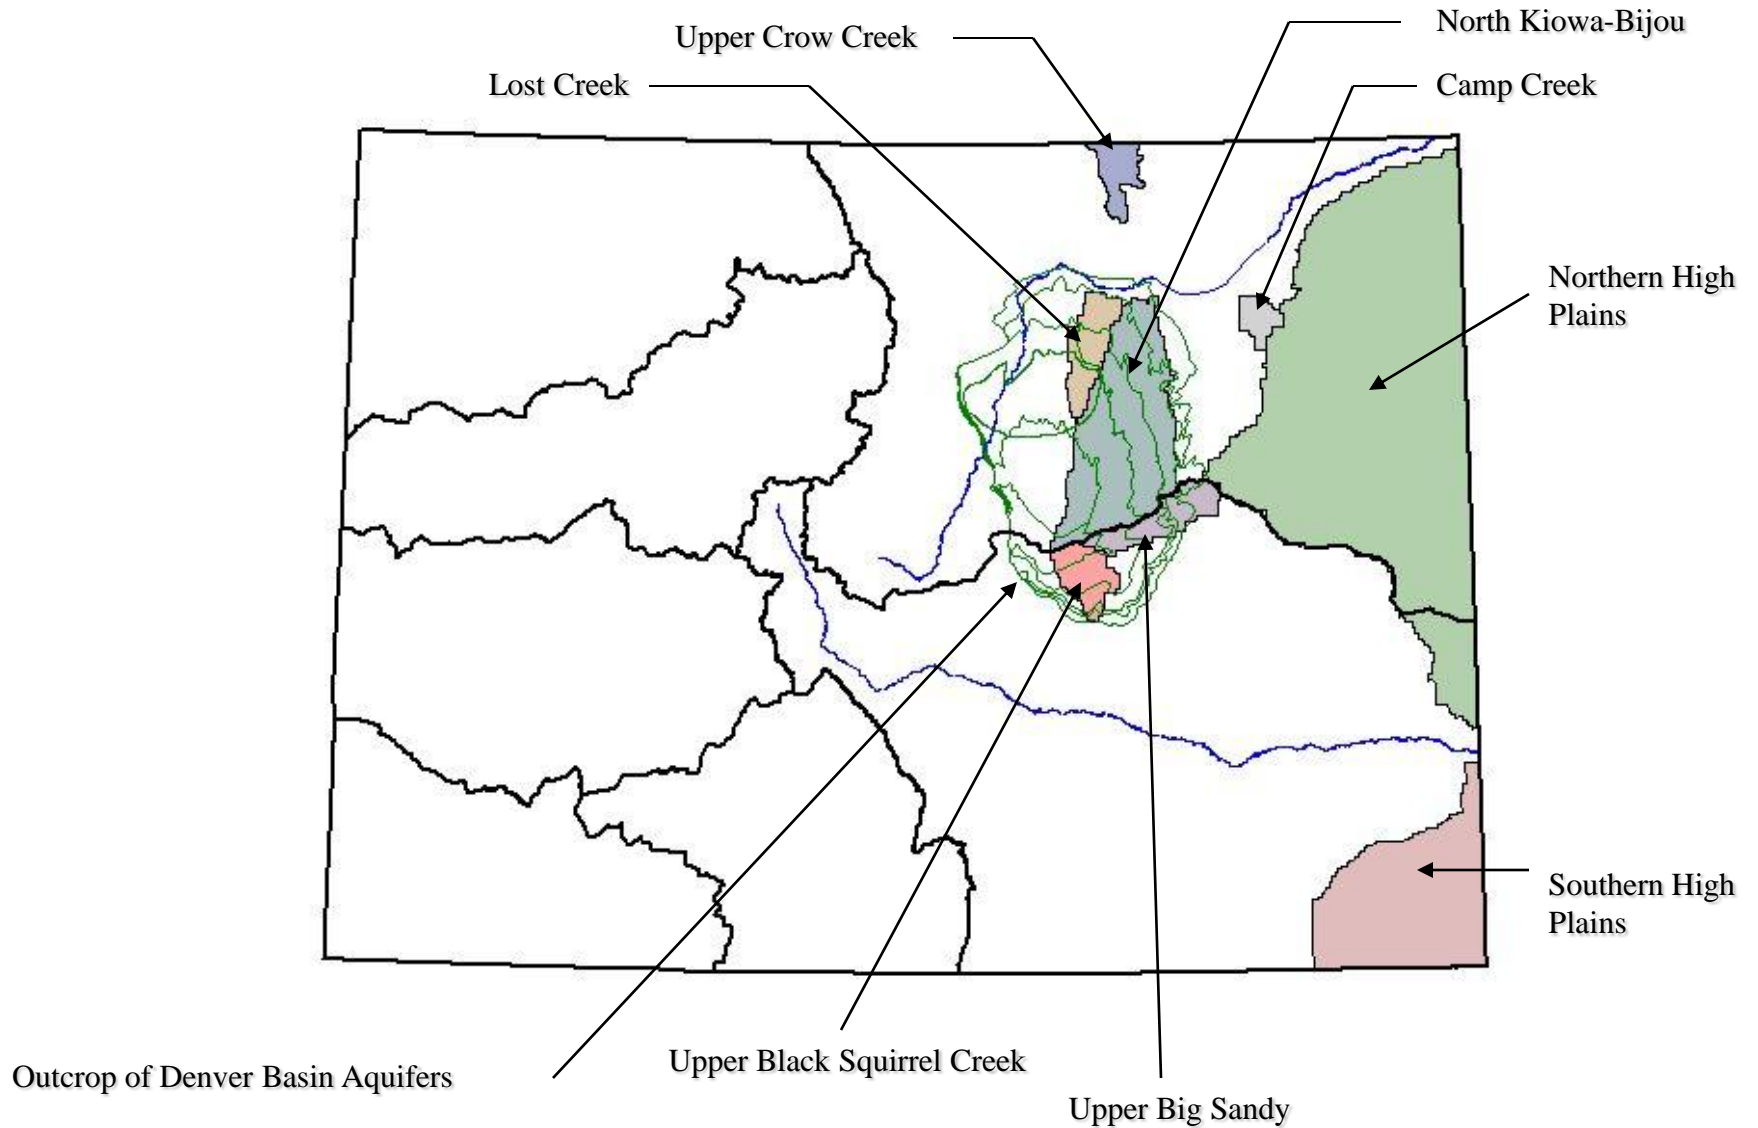 North Kiowa-Bijou
Upper Crow Creek
Lost Creek
Camp Creek
Northern High
Plains
Southern High
Plains
Upper Black Squirrel Creek
Outcrop of Denver Basin Aquifers
Upper Big Sandy